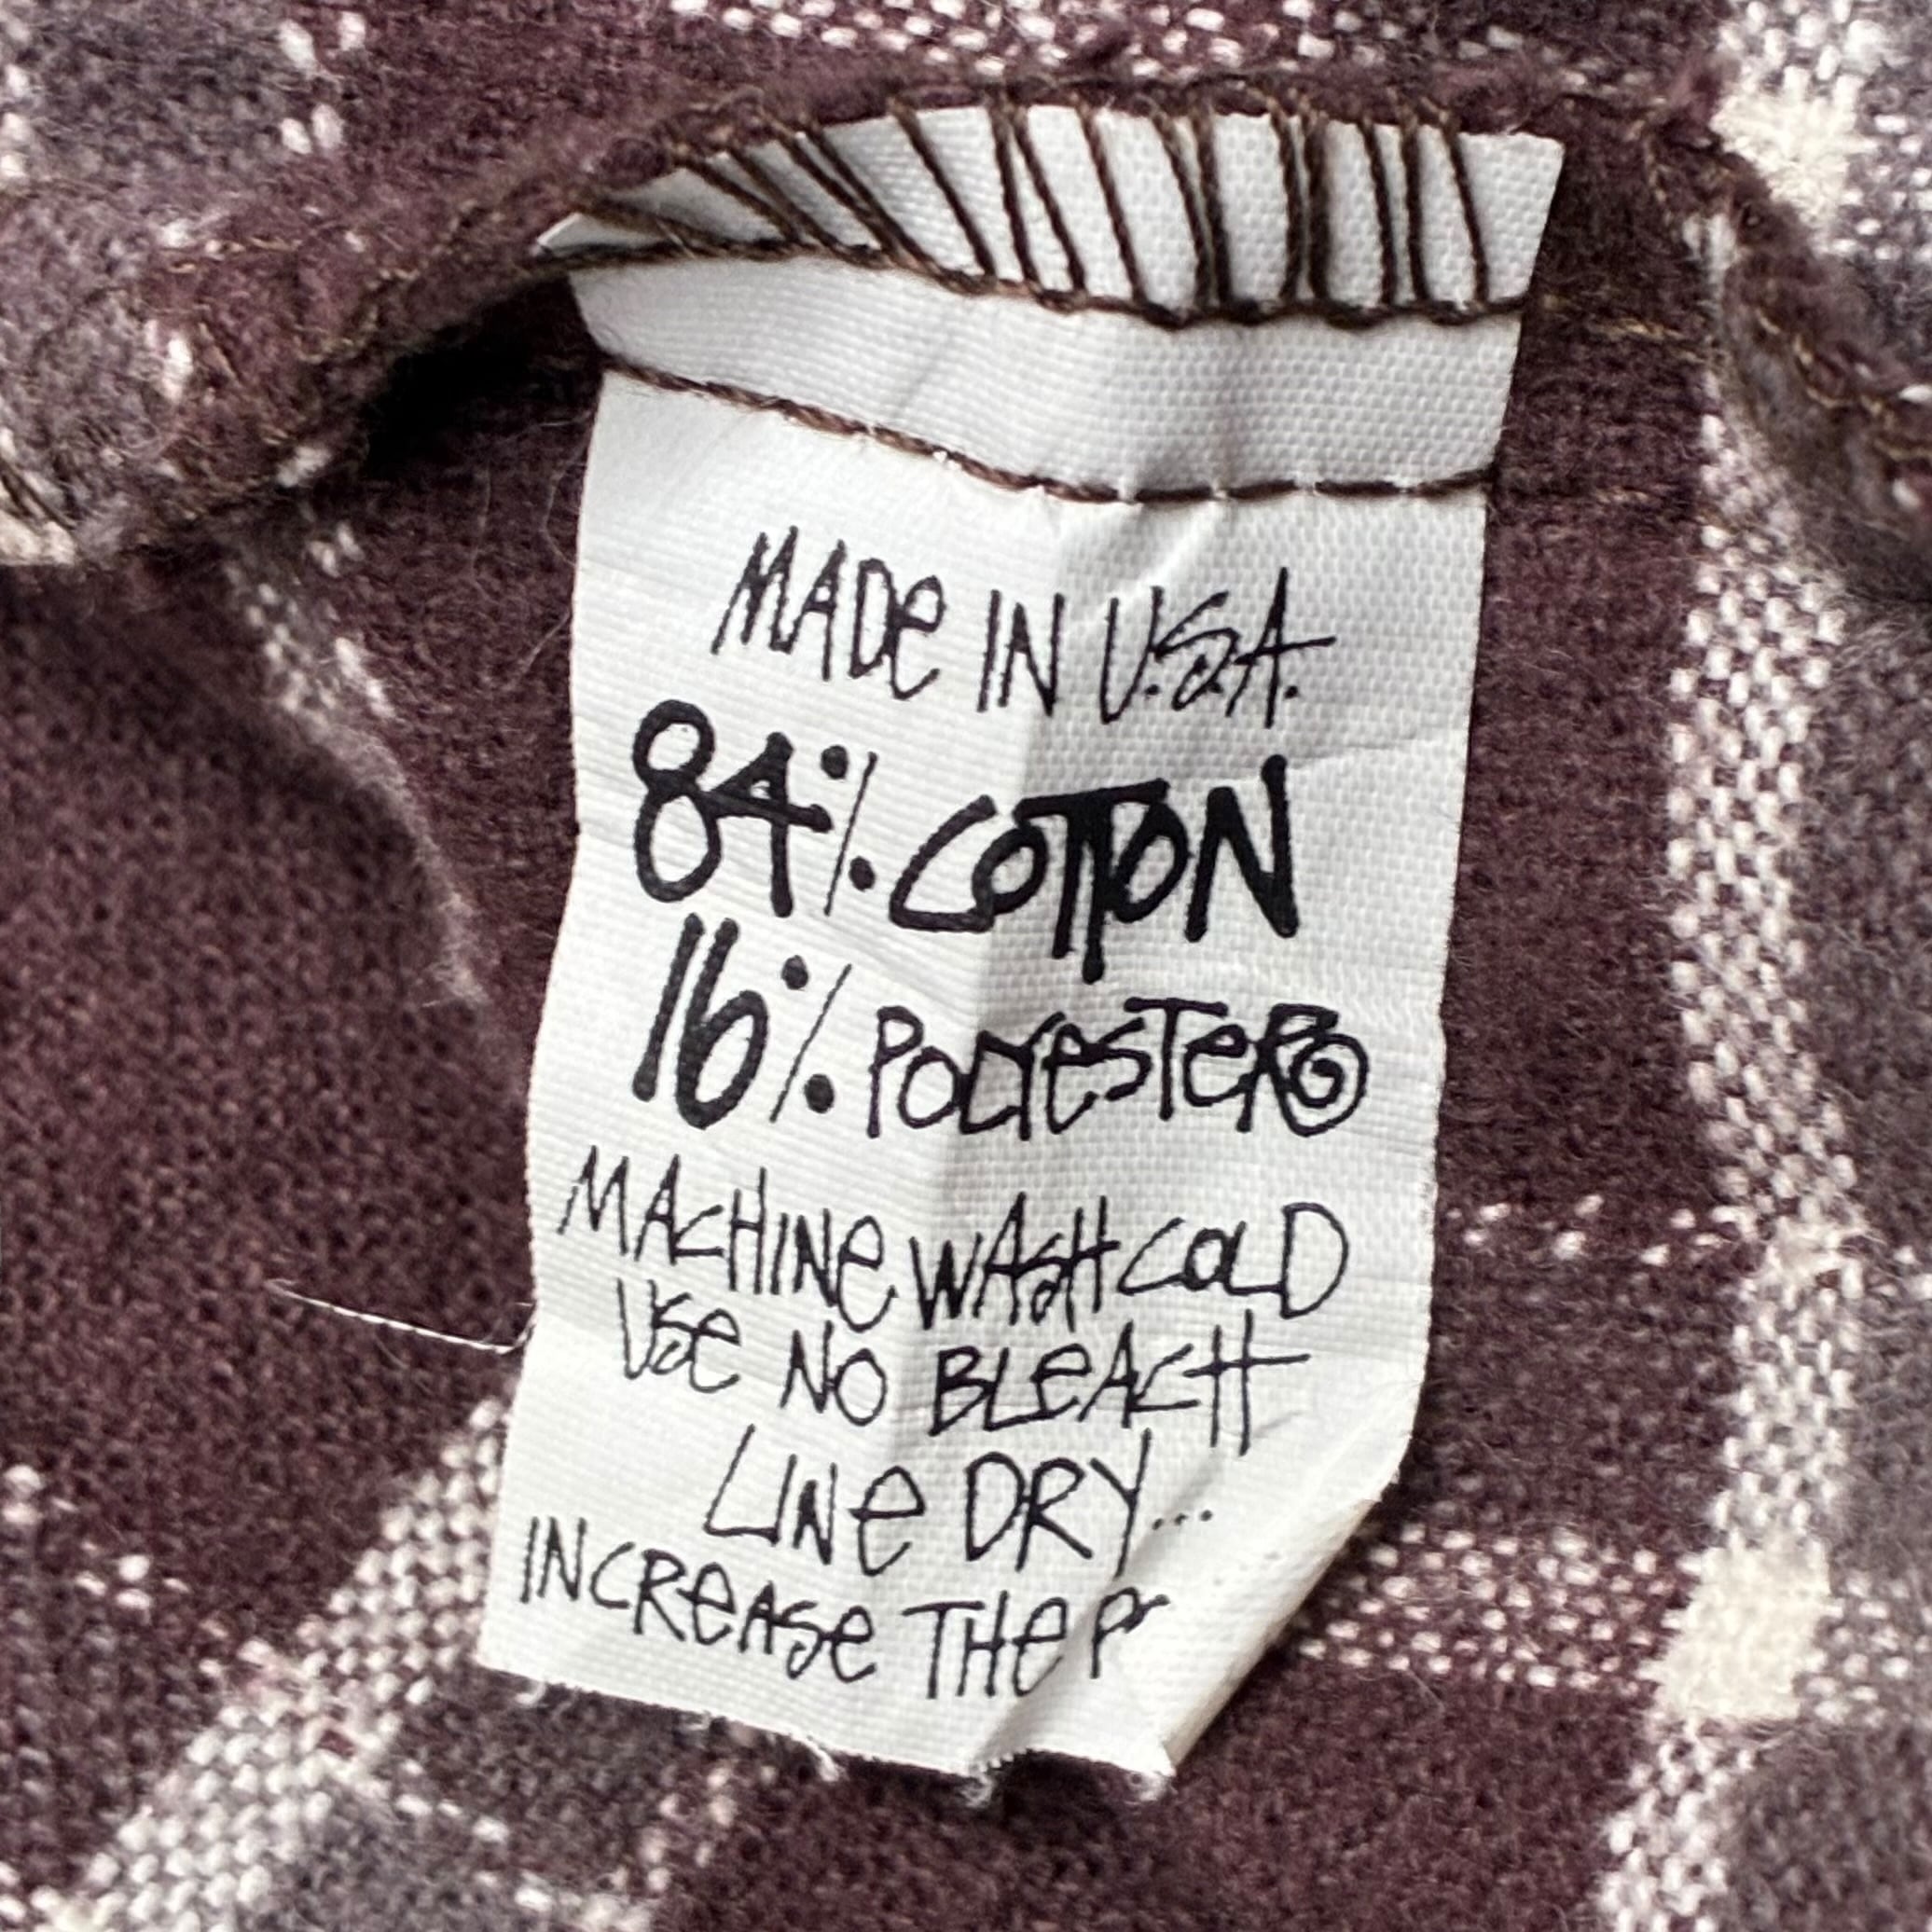 MADe IN U.S.A.
84% COTTON
16% POLYeSTeR
MACHINe WASH COLD
USe NO BLeACH
LINe DRY...
INCReASe THe